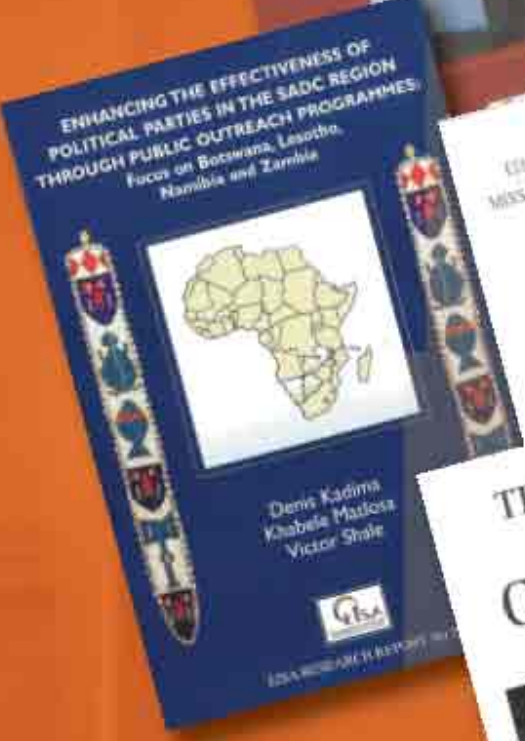 ENHANCING THE EFFECTIVENESS OF
POLITICAL PARTIES IN THE SADC REGION
THROUGH PUBLIC OUTREACH PROGRAMMES:
Focus on Botswana, Lesotho,
Namibia and Zambia
Denis Kadima
Khabele Matlosa
Victor Shale
EISA
EISA RESEARCH REPORT No